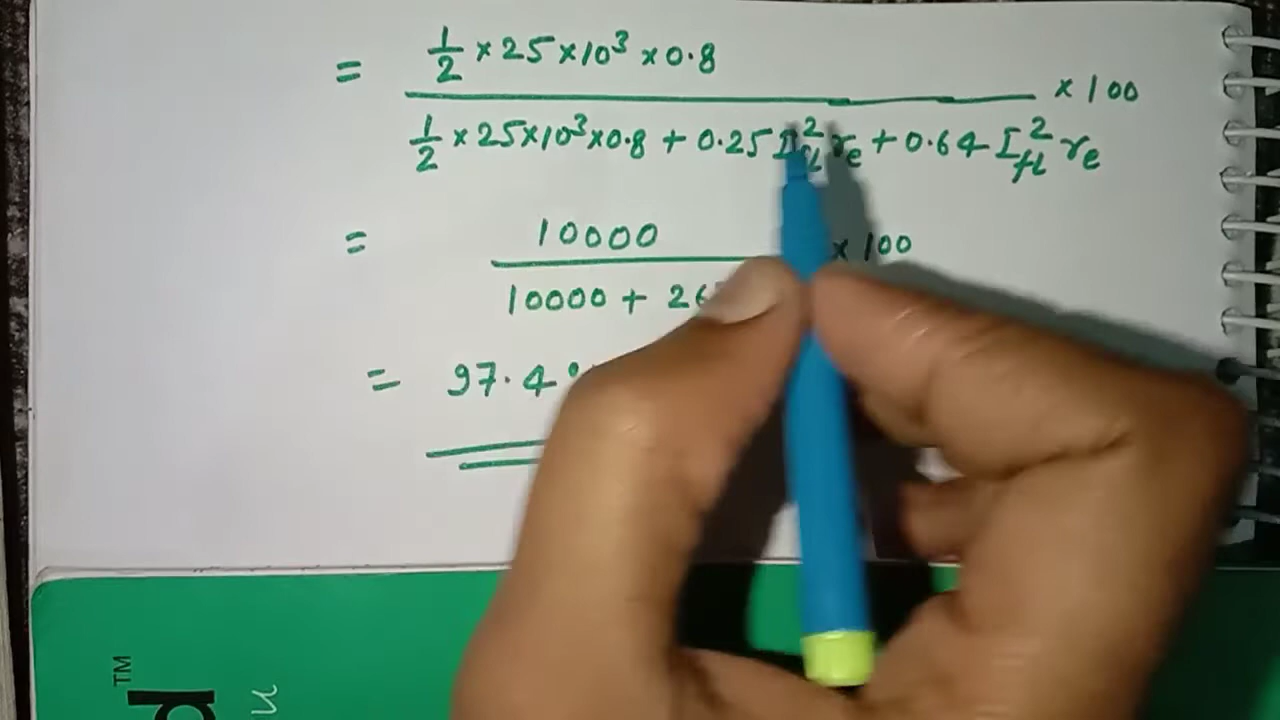 = 1/2 × 25 × 10³ × 0.8 / 1/2 × 25 × 10³ × 0.8 + 0.25 I²fl re + 0.64 I²fl re × 100
= 10000 / 10000 + × 100
= 97.4
TM